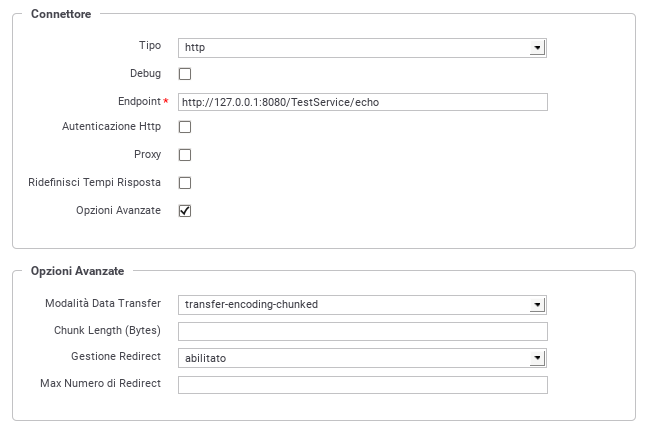 Connettore
Tipo http
Debug
Endpoint * http://127.0.0.1:8080/TestService/echo
Autenticazione Http
Proxy
Ridefinisci Tempi Risposta
Opzioni Avanzate
Opzioni Avanzate
Modalità Data Transfer transfer-encoding-chunked
Chunk Length (Bytes)
Gestione Redirect abilitato
Max Numero di Redirect